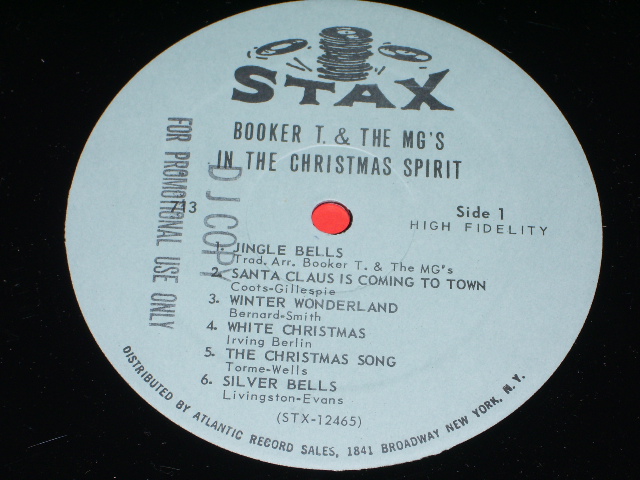 STAX
BOOKER T. & THE MG'S
IN THE CHRISTMAS SPIRIT
FOR PROMOTIONAL USE ONLY
DJ COPY
713
Side 1
HIGH FIDELITY
1. JINGLE BELLS
Trad. Arr. Booker T. & The MG's
2. SANTA CLAUS IS COMING TO TOWN
Coots-Gillespie
3. WINTER WONDERLAND
Bernard-Smith
4. WHITE CHRISTMAS
Irving Berlin
5. THE CHRISTMAS SONG
Torme-Wells
6. SILVER BELLS
Livingston-Evans
(STX-12465)
DISTRIBUTED BY ATLANTIC RECORD SALES, 1841 BROADWAY NEW YORK, N. Y.